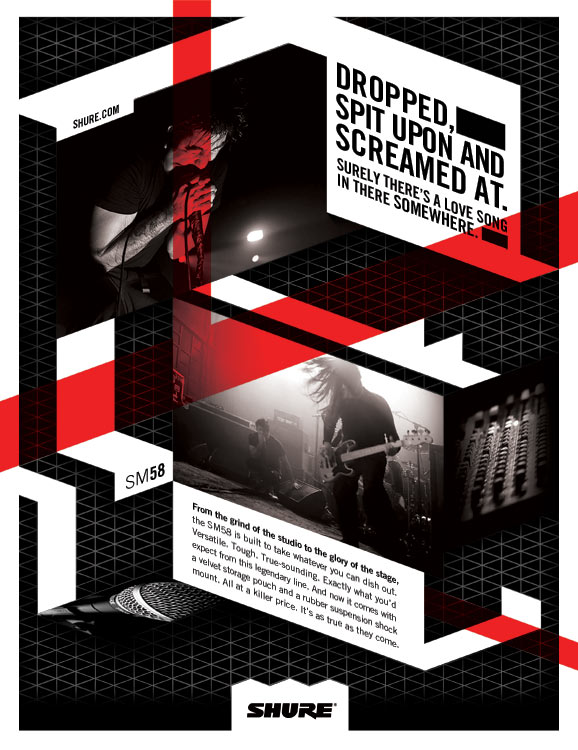 SHURE.COM
DROPPED,
SPIT UPON AND
SCREAMED AT.
SURELY THERE'S A LOVE SONG
IN THERE SOMEWHERE.
SM58
From the grind of the studio to the glory of the stage,
the SM58 is built to take whatever you can dish out.
Versatile. Tough. True-sounding. Exactly what you'd
expect from this legendary line. And now it comes with
a velvet storage pouch and a rubber suspension shock
mount. All at a killer price. It's as true as they come.
SHURE®